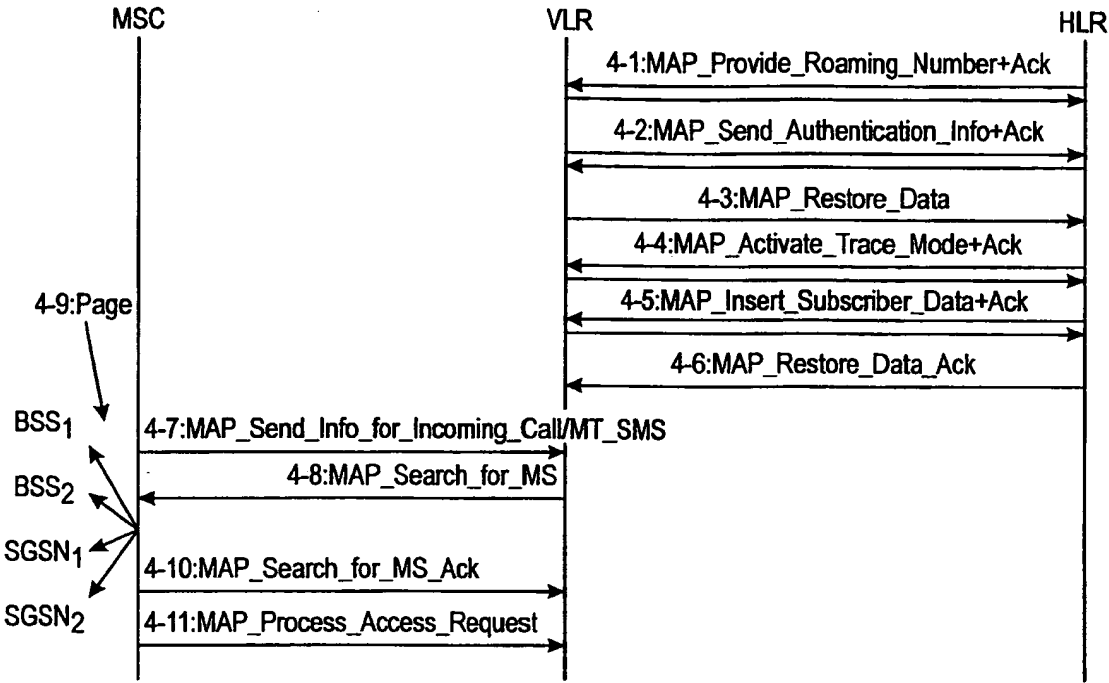 MSC
VLR
HLR
4-1:MAP_Provide_Roaming_Number+Ack
4-2:MAP_Send_Authentication_Info+Ack
4-3:MAP_Restore_Data
4-4:MAP_Activate_Trace_Mode+Ack
4-5:MAP_Insert_Subscriber_Data+Ack
4-9:Page
4-6:MAP_Restore_Data_Ack
BSS1
4-7:MAP_Send_Info_for_Incoming_Call/MT_SMS
4-8:MAP_Search_for_MS
BSS2
SGSN1
4-10:MAP_Search_for_MS_Ack
SGSN2
4-11:MAP_Process_Access_Request